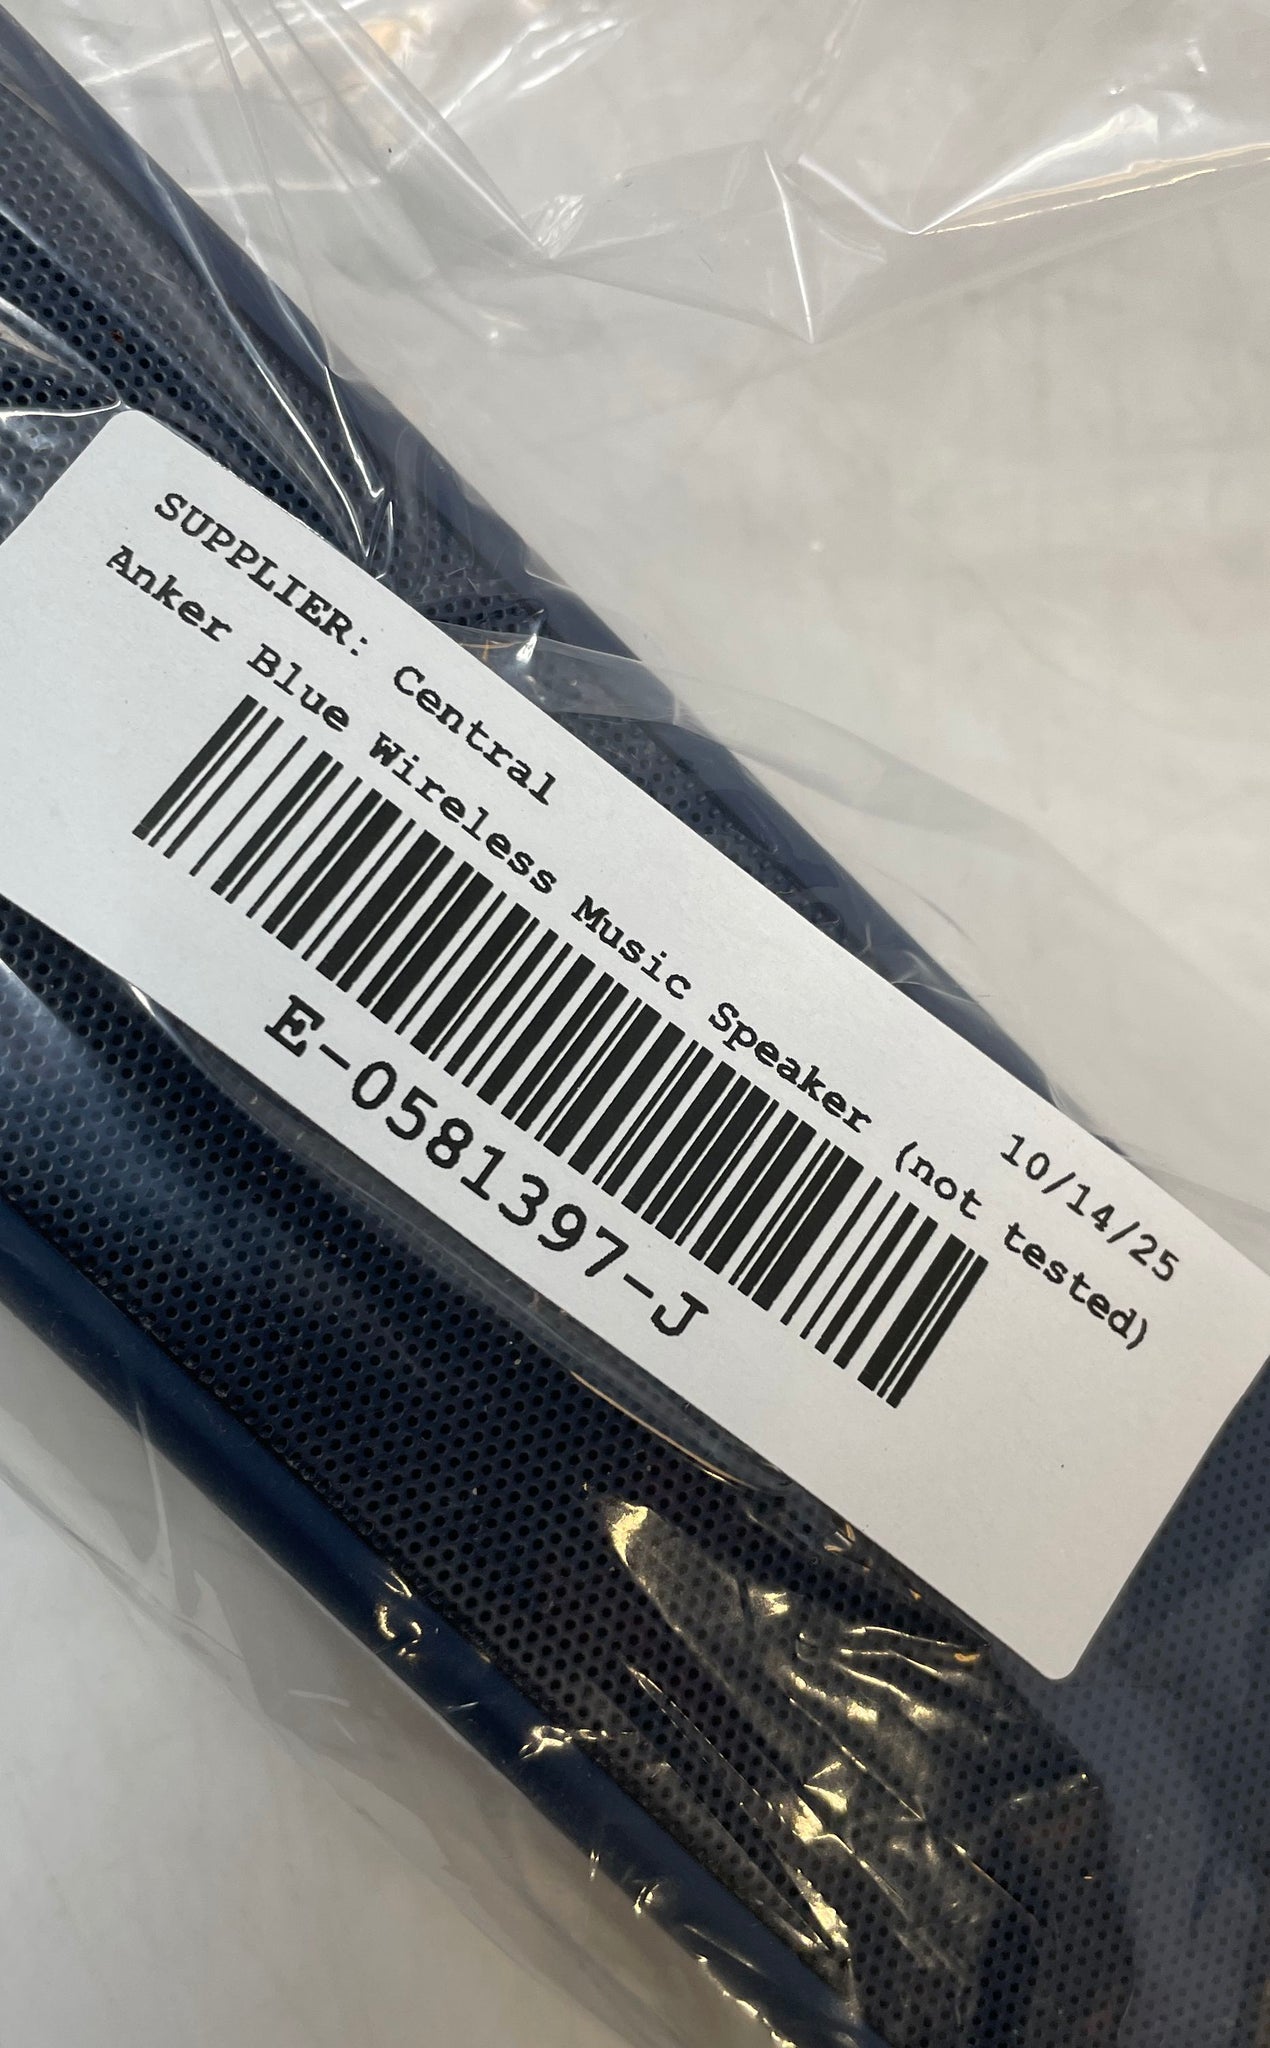 SUPPLIER: Central 10/14/25
Anker Blue Wireless Music Speaker (not tested)
E-0581397-J